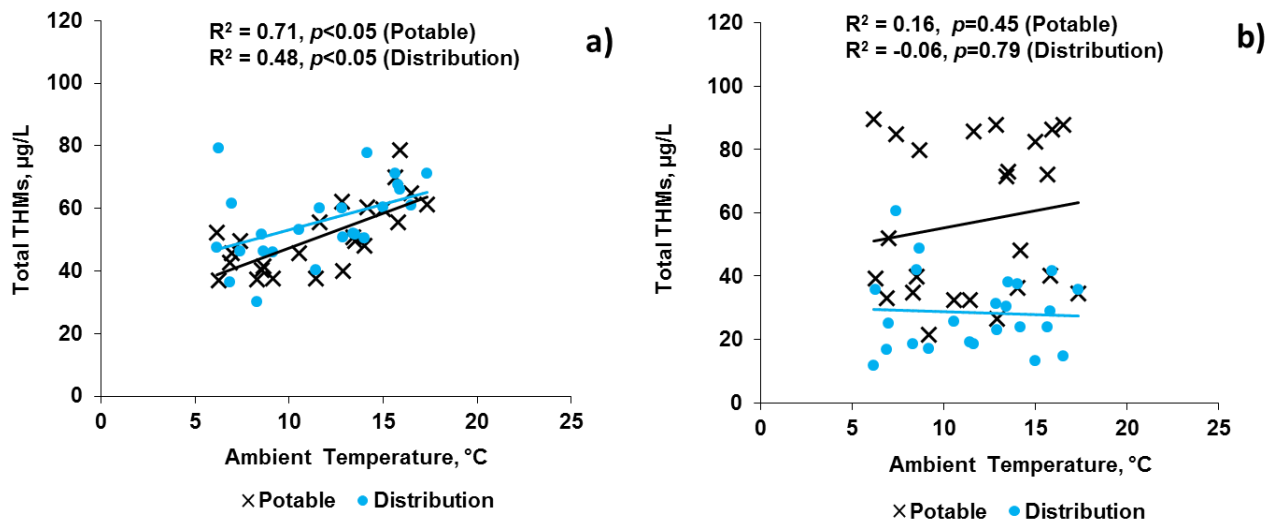 R² = 0.71, p<0.05 (Potable)
R² = 0.48, p<0.05 (Distribution)
a)
120
100
80
60
40
20
0
Total THMs, µg/L
0 5 10 15 20 25
Ambient Temperature, °C
Potable Distribution
R² = 0.16, p=0.45 (Potable)
R² = -0.06, p=0.79 (Distribution)
b)
120
100
80
60
40
20
0
Total THMs, µg/L
0 5 10 15 20 25
Ambient Temperature, °C
Potable Distribution